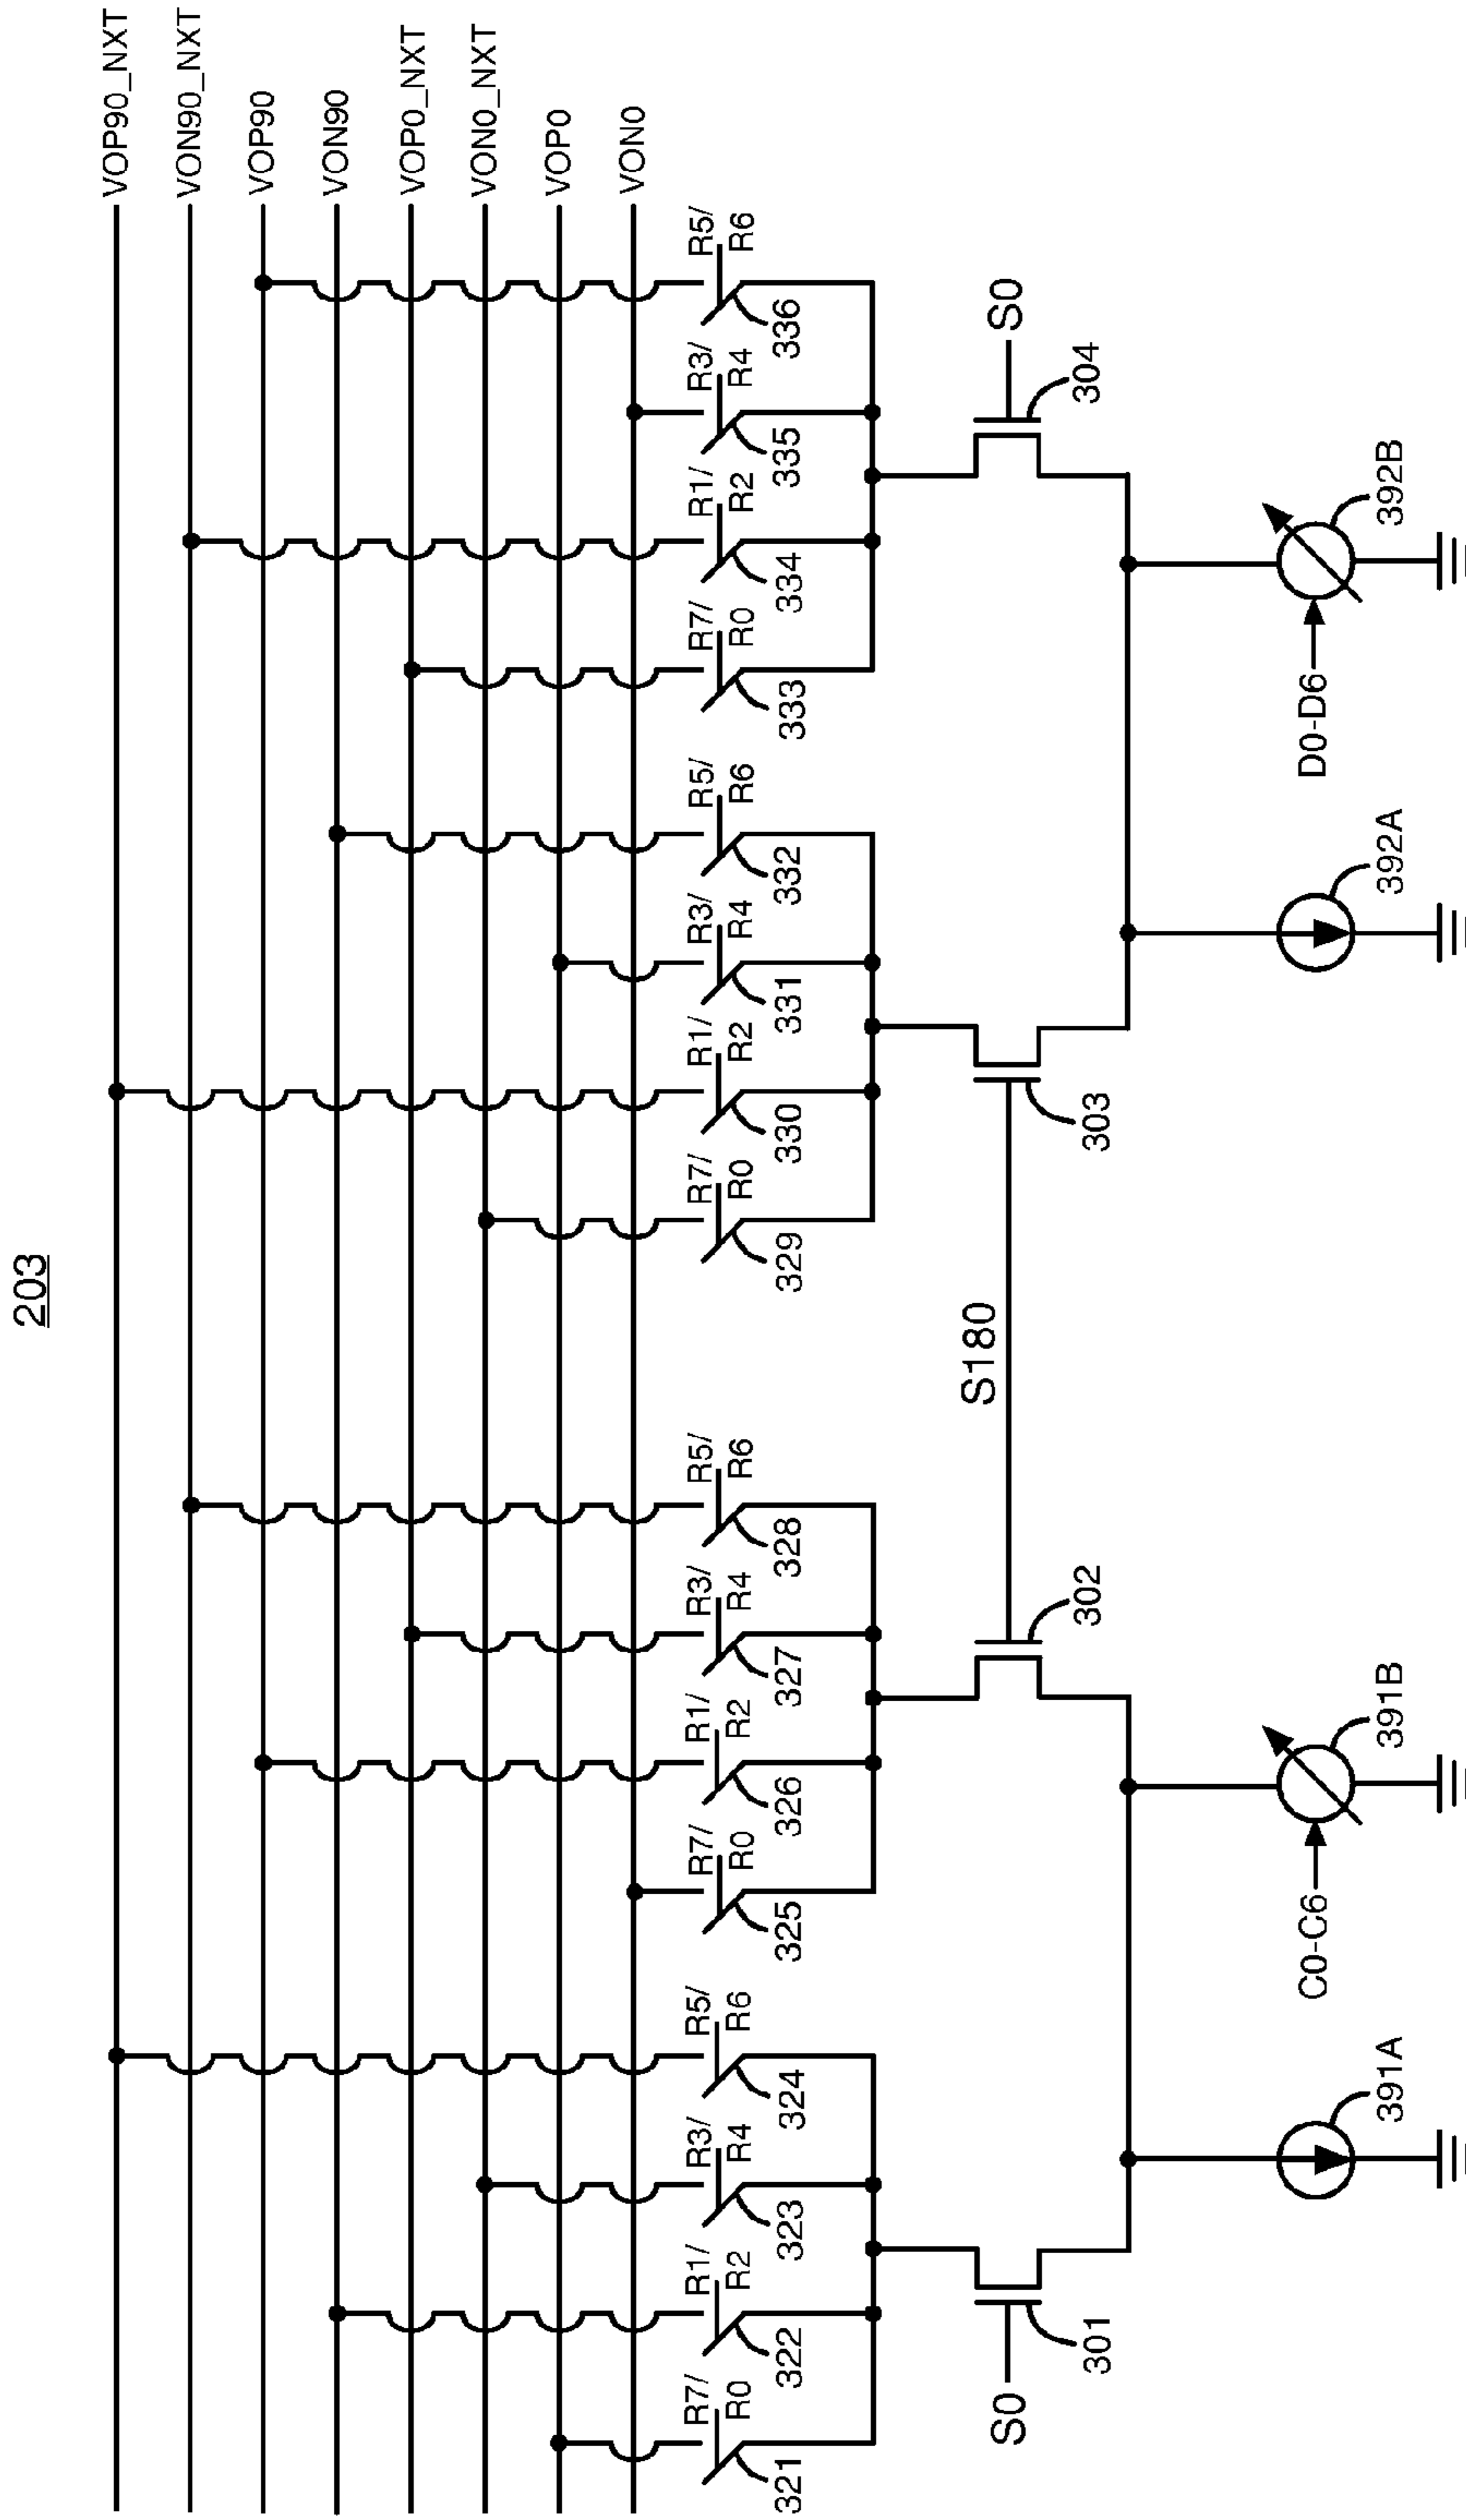 203
VOP90_NXT
VON90_NXT
VOP90
VON90
VOP0_NXT
VON0_NXT
VOP0
VON0
R7/
R0
321
R1/
R2
322
R3/
R4
323
R5/
R6
324
R7/
R0
325
R1/
R2
326
R3/
R4
327
R5/
R6
328
R7/
R0
329
R1/
R2
330
R3/
R4
331
R5/
R6
332
R7/
R0
333
R1/
R2
334
R3/
R4
335
R5/
R6
336
S0
301
302
S180
303
304
S0
391A
C0-C6
391B
392A
D0-D6
392B